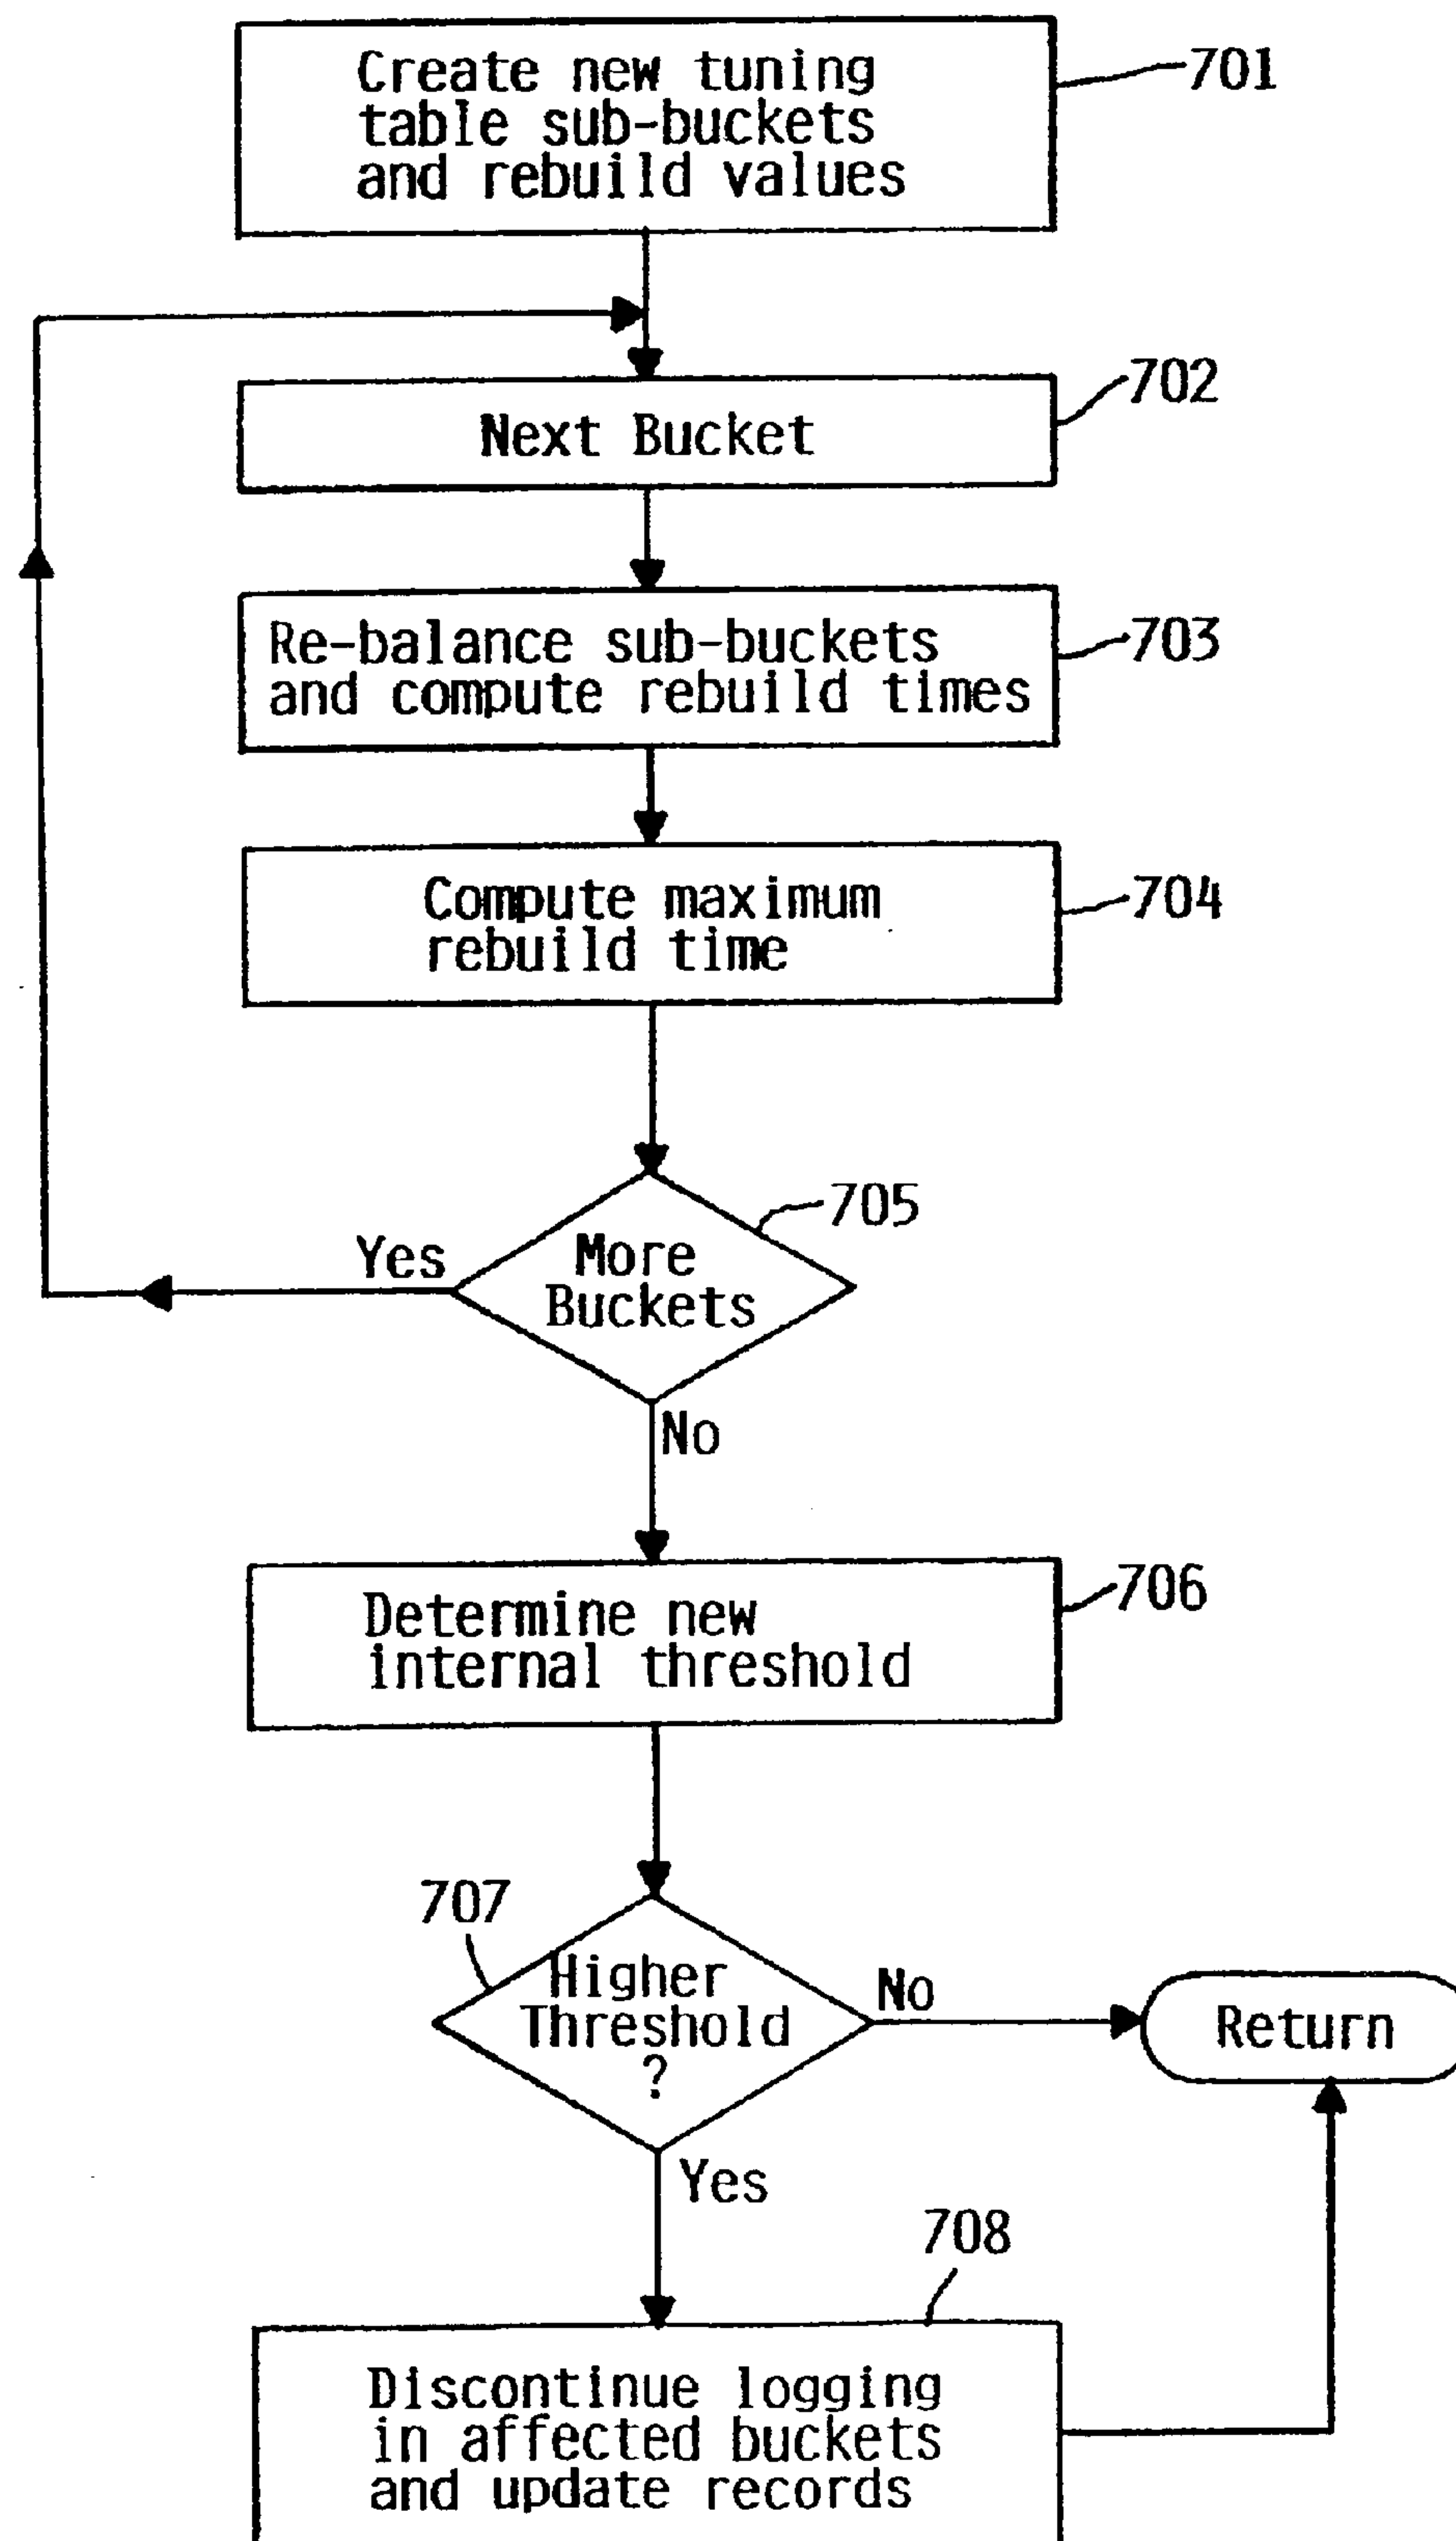 Create new tuning
table sub-buckets
and rebuild values
701
Next Bucket
702
Re-balance sub-buckets
and compute rebuild times
703
Compute maximum
rebuild time
704
705
Yes
More
Buckets
No
Determine new
internal threshold
706
707
Higher
Threshold
?
No
Return
Yes
708
Discontinue logging
in affected buckets
and update records